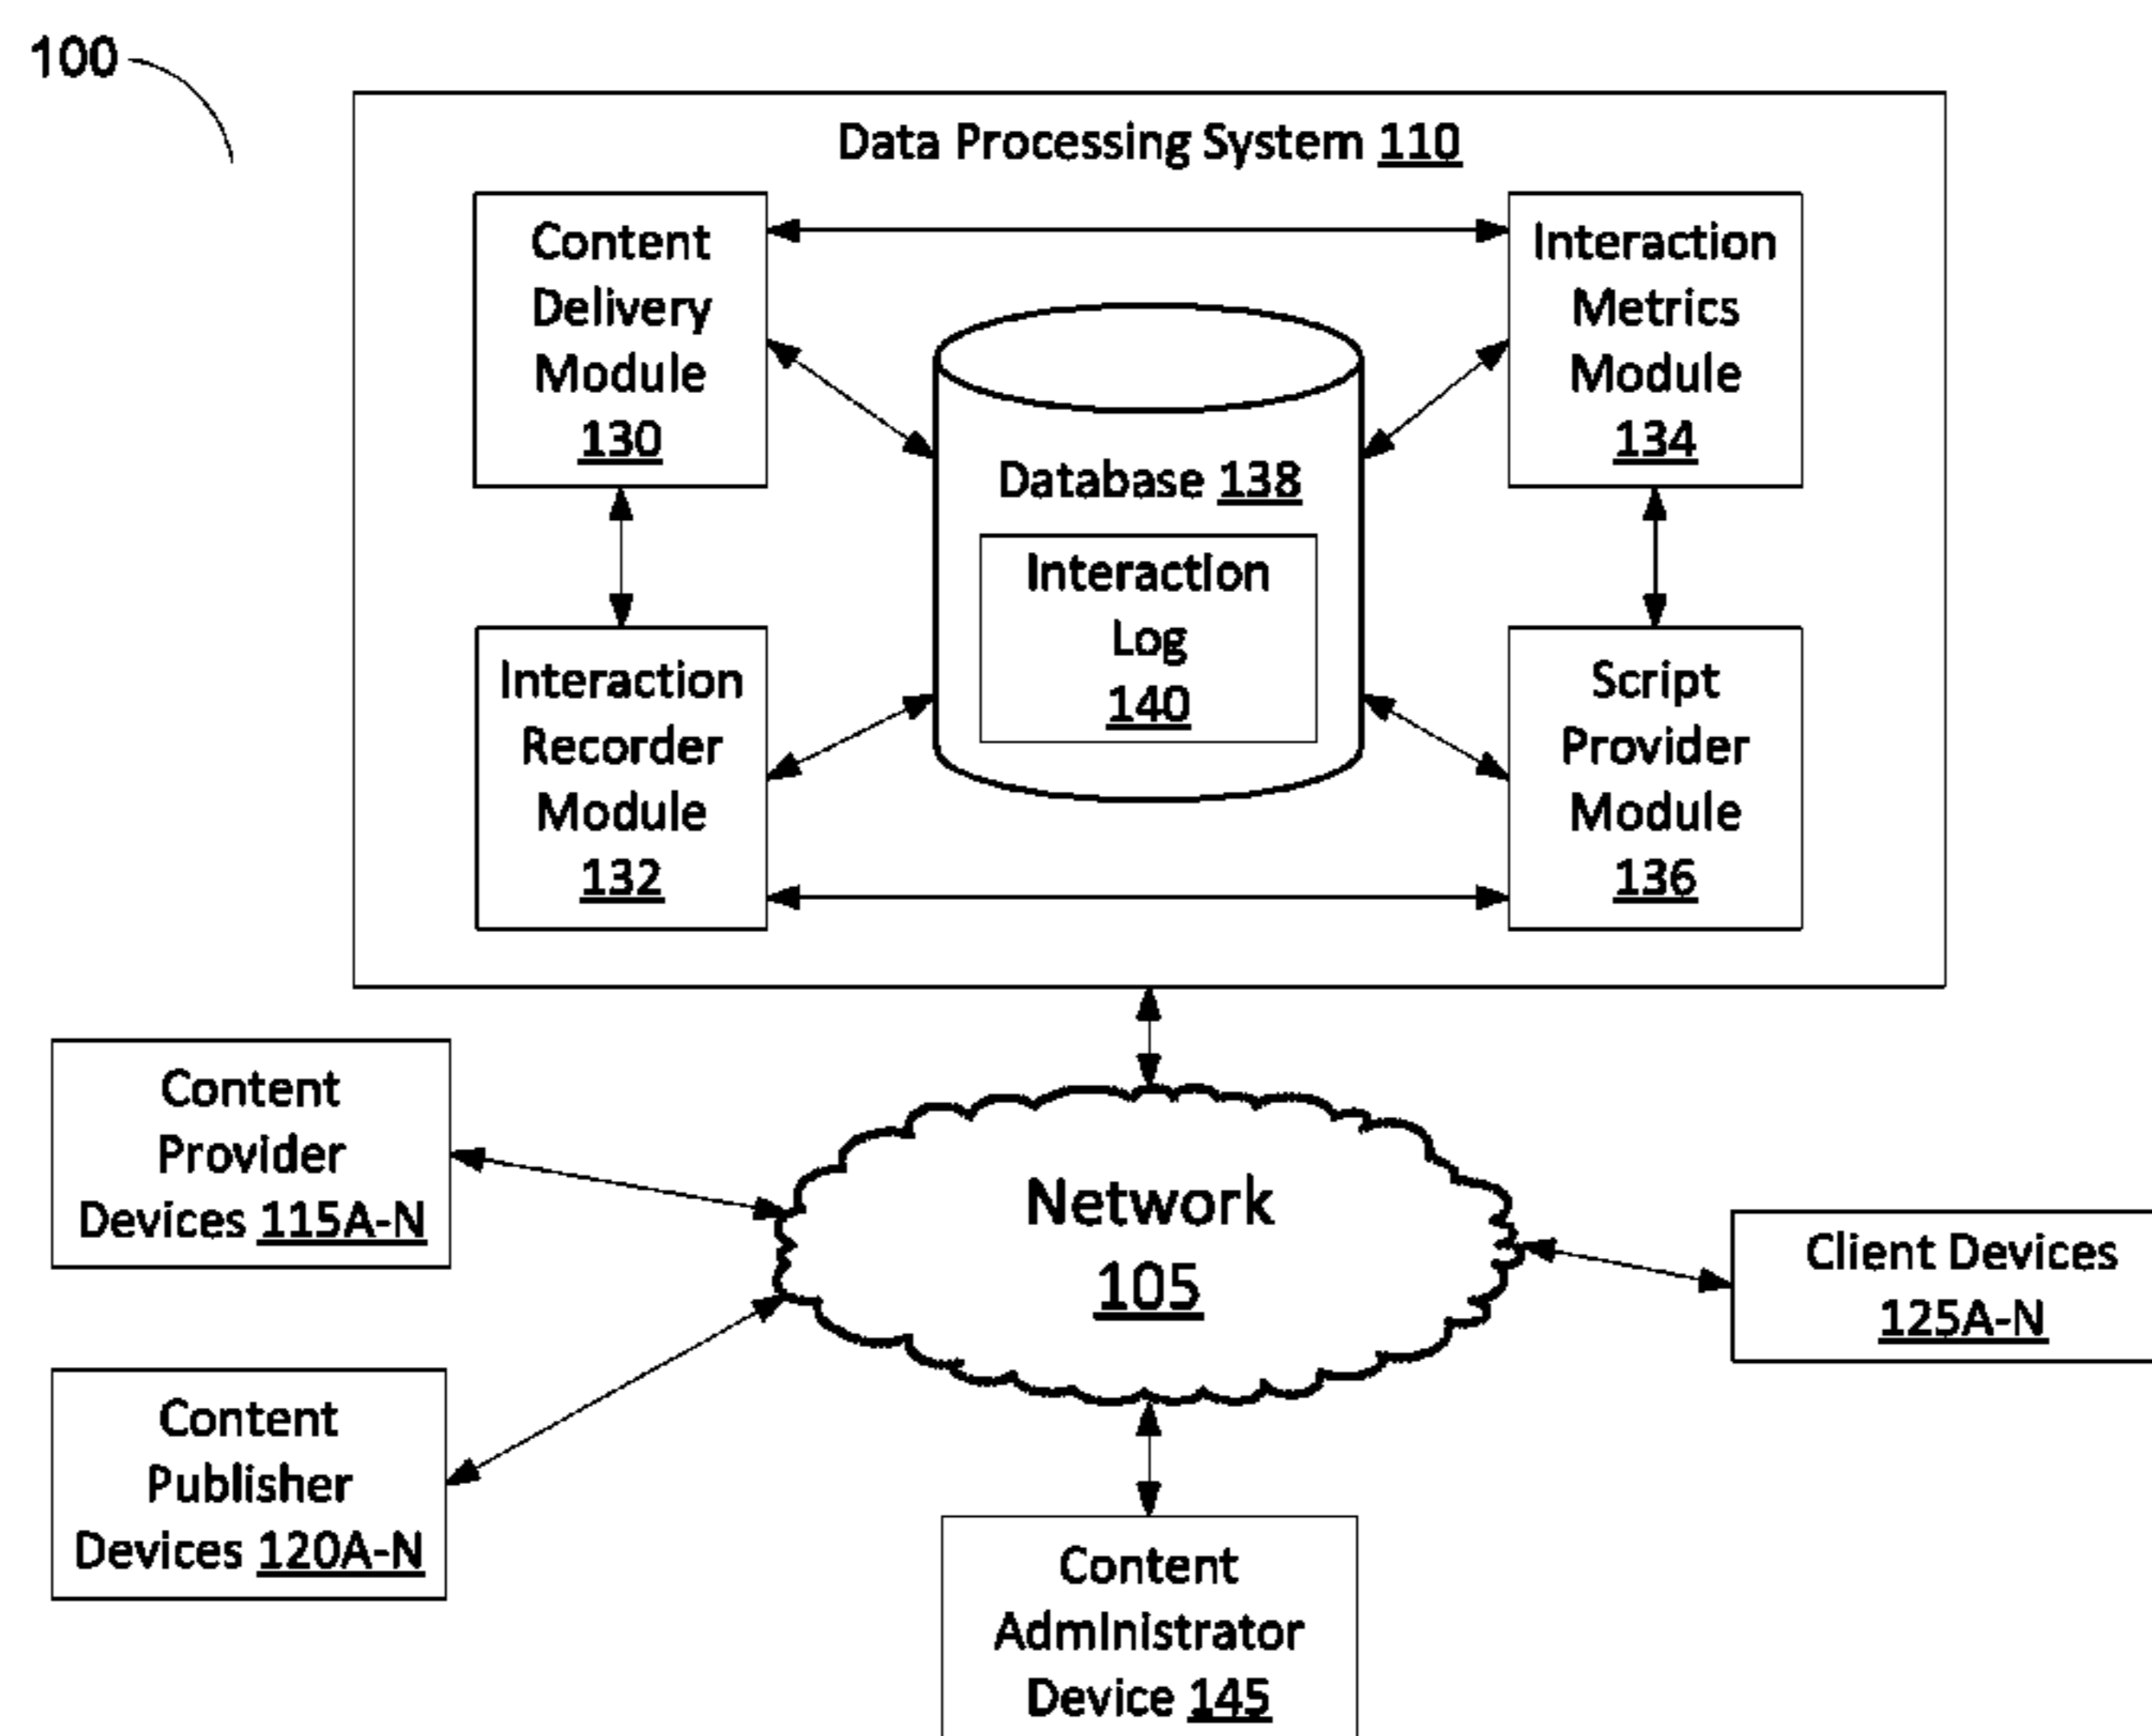 100
Data Processing System 110
Content
Delivery
Module
130
Interaction
Metrics
Module
134
Database 138
Interaction
Log
140
Interaction
Recorder
Module
132
Script
Provider
Module
136
Content
Provider
Devices 115A-N
Network
105
Client Devices
125A-N
Content
Publisher
Devices 120A-N
Content
Administrator
Device 145